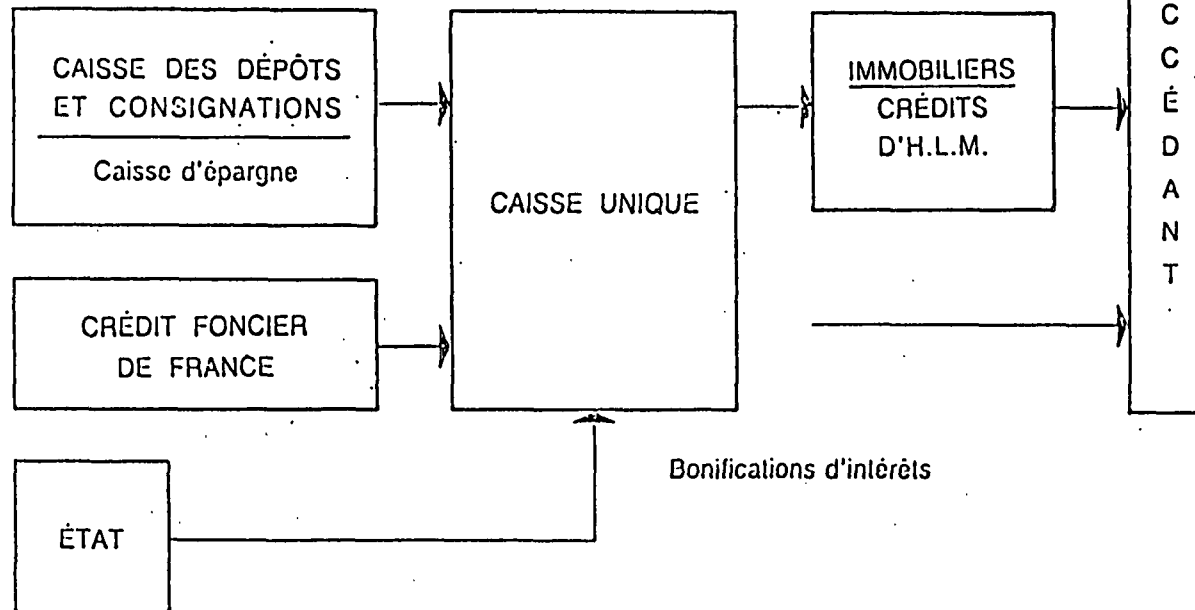 CAISSE DES DÉPÔTS
ET CONSIGNATIONS
Caisse d'épargne
CAISSE UNIQUE
IMMOBILIERS
CRÉDITS
D'H.L.M.
C
C
É
D
A
N
T
CRÉDIT FONCIER
DE FRANCE
Bonifications d'intérêts
ÉTAT